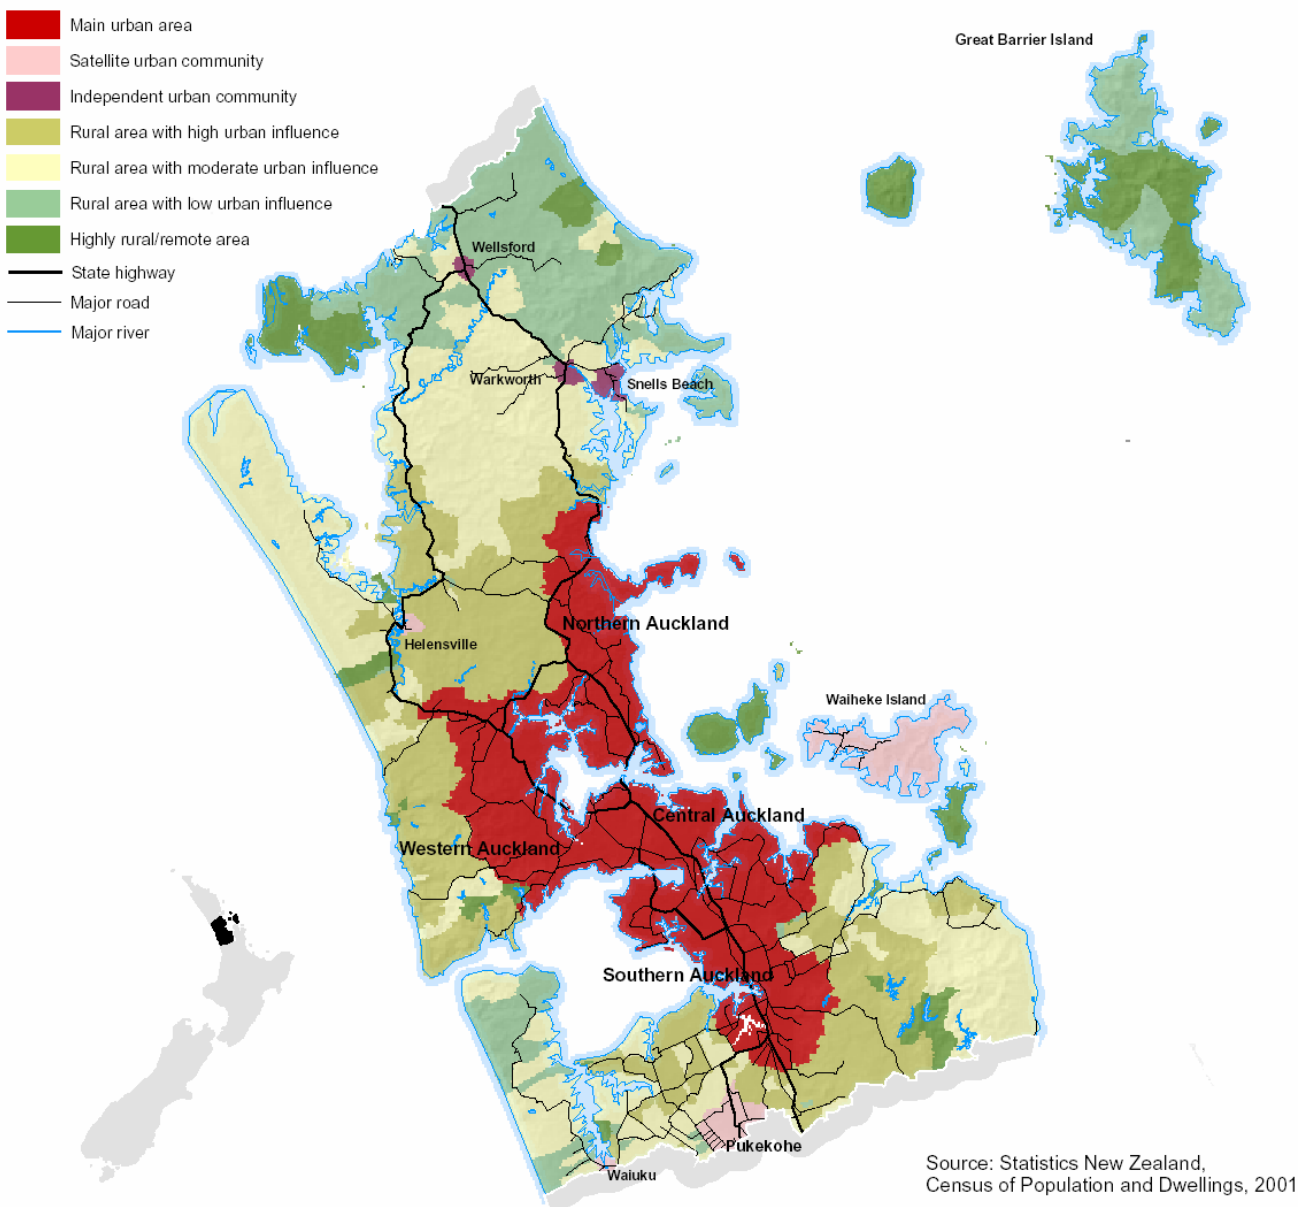 Main urban area
Satellite urban community
Independent urban community
Rural area with high urban influence
Rural area with moderate urban influence
Rural area with low urban influence
Highly rural/remote area
State highway
Major road
Major river
Great Barrier Island
Wellsford
Warkworth
Snells Beach
Northern Auckland
Helensville
Waiheke Island
Central Auckland
Western Auckland
Southern Auckland
Pukekohe
Waiuku
Source: Statistics New Zealand,
Census of Population and Dwellings, 2001